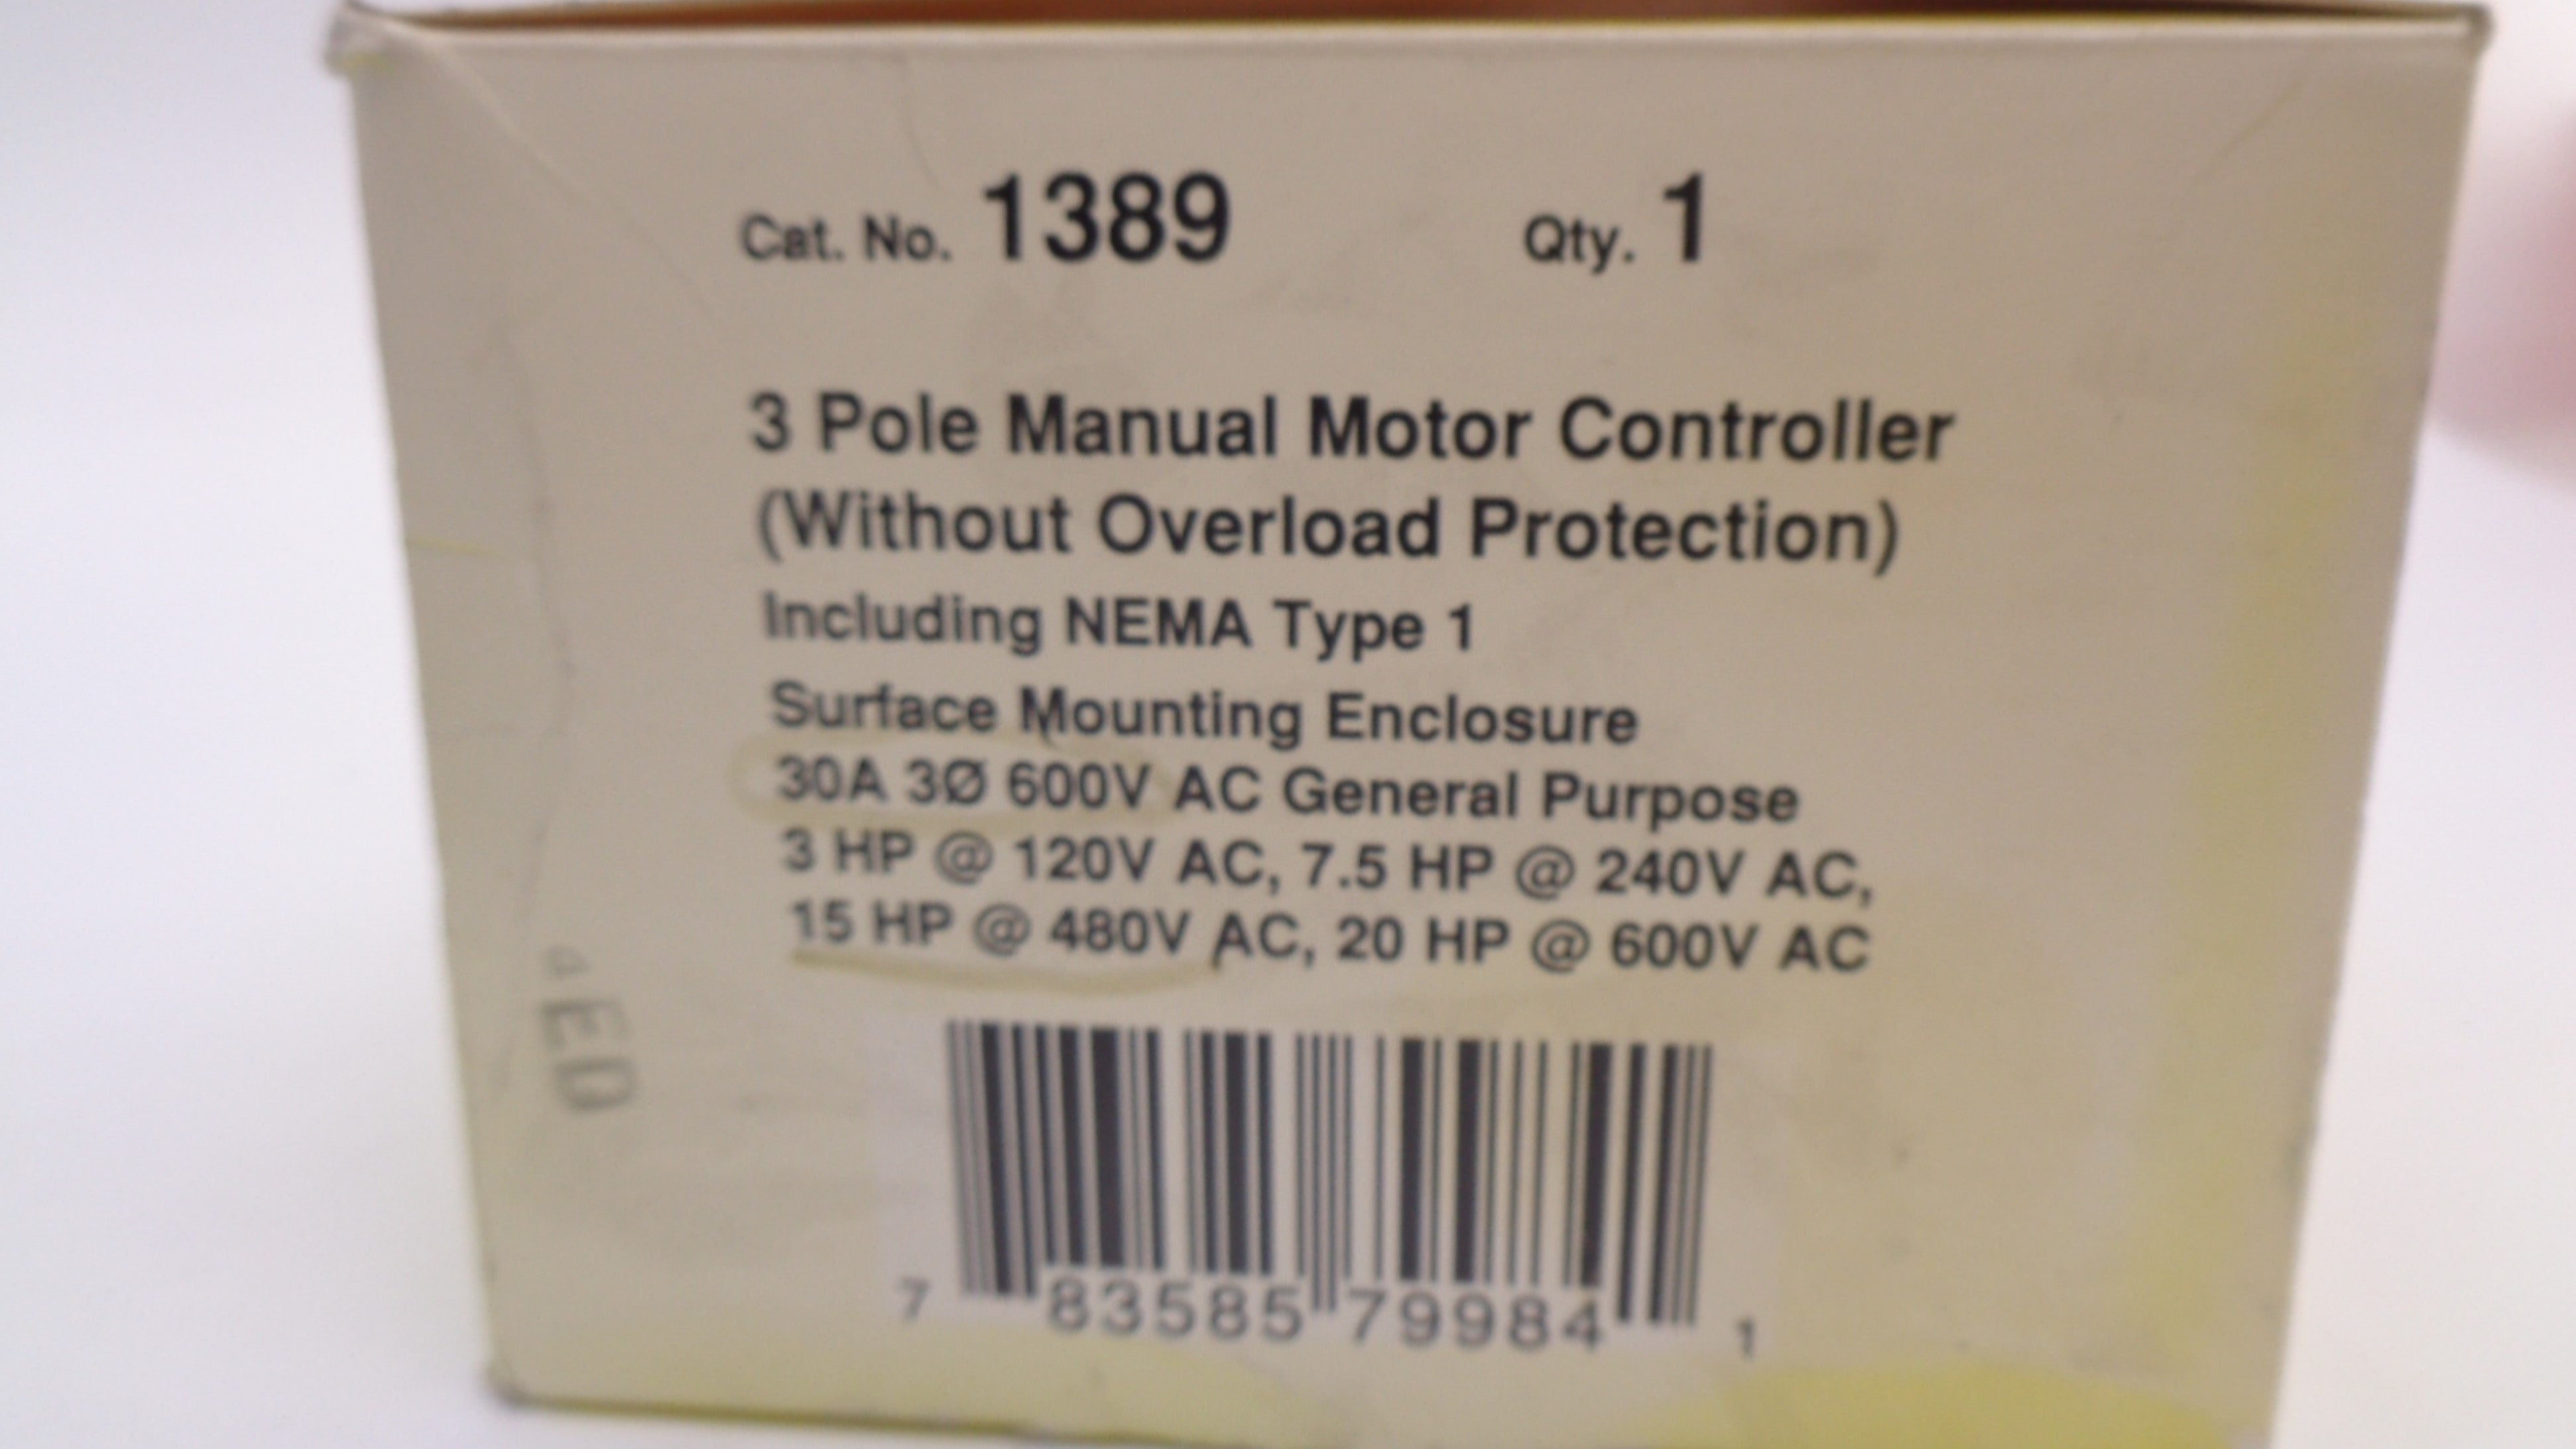 Cat. No. 1389 Qty. 1
3 Pole Manual Motor Controller
(Without Overload Protection)
Including NEMA Type 1
Surface Mounting Enclosure
30A 3Ø 600V AC General Purpose
3 HP @ 120V AC, 7.5 HP @ 240V AC,
15 HP @ 480V AC, 20 HP @ 600V AC
7 83585 79984 1